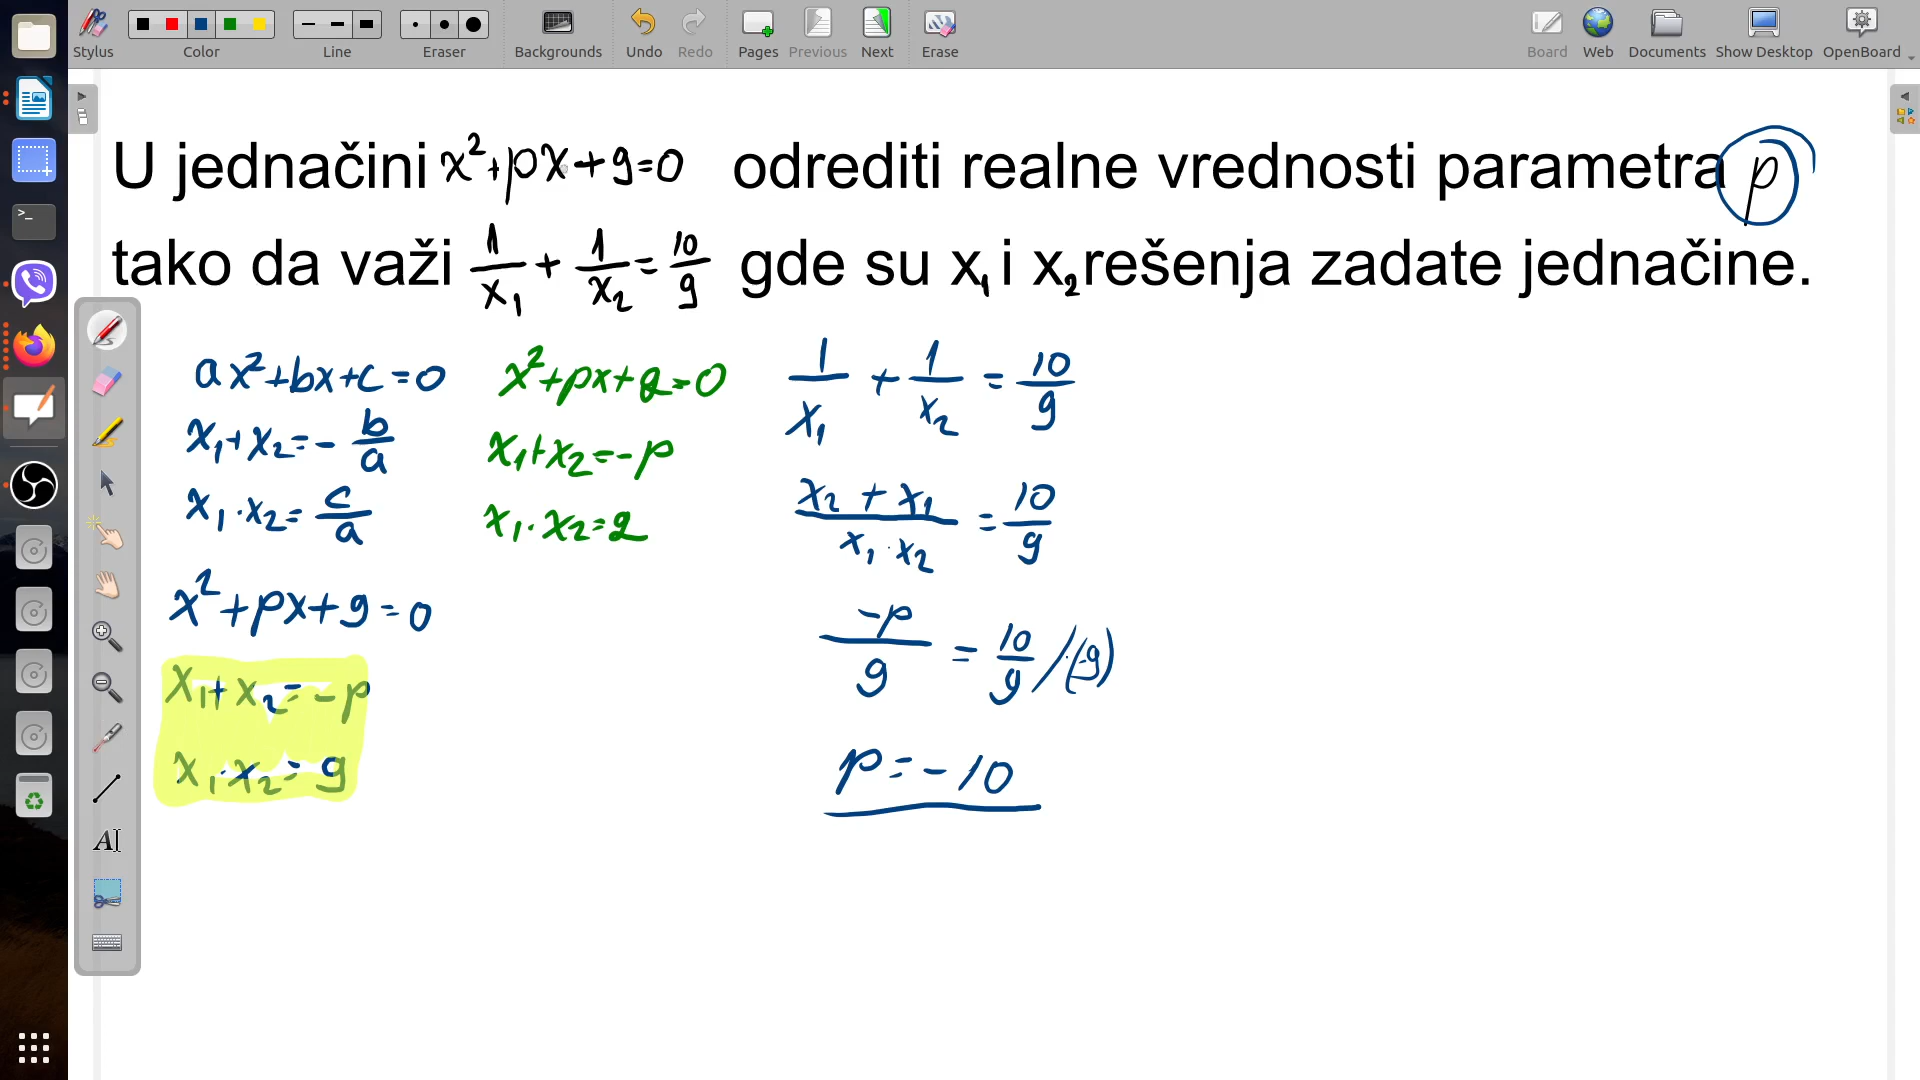 Stylus Color Line Eraser Backgrounds Undo Redo Pages Previous Next Erase Board Web Documents Show Desktop OpenBoard
U jednačini x²+px+9=0 odrediti realne vrednosti parametra p
tako da važi 1/x₁ + 1/x₂ = 10/9 gde su x₁ i x₂ rešenja zadate jednačine.
ax²+bx+c=0
x₁+x₂=-b/a
x₁·x₂=c/a
x²+px+9=0
x₁+x₂=-p
x₁·x₂=9
x²+px+q=0
x₁+x₂=-p
x₁·x₂=q
1/x₁ + 1/x₂ = 10/9
(x₂+x₁)/(x₁·x₂) = 10/9
-p/9 = 10/9 /·(-9)
p=-10